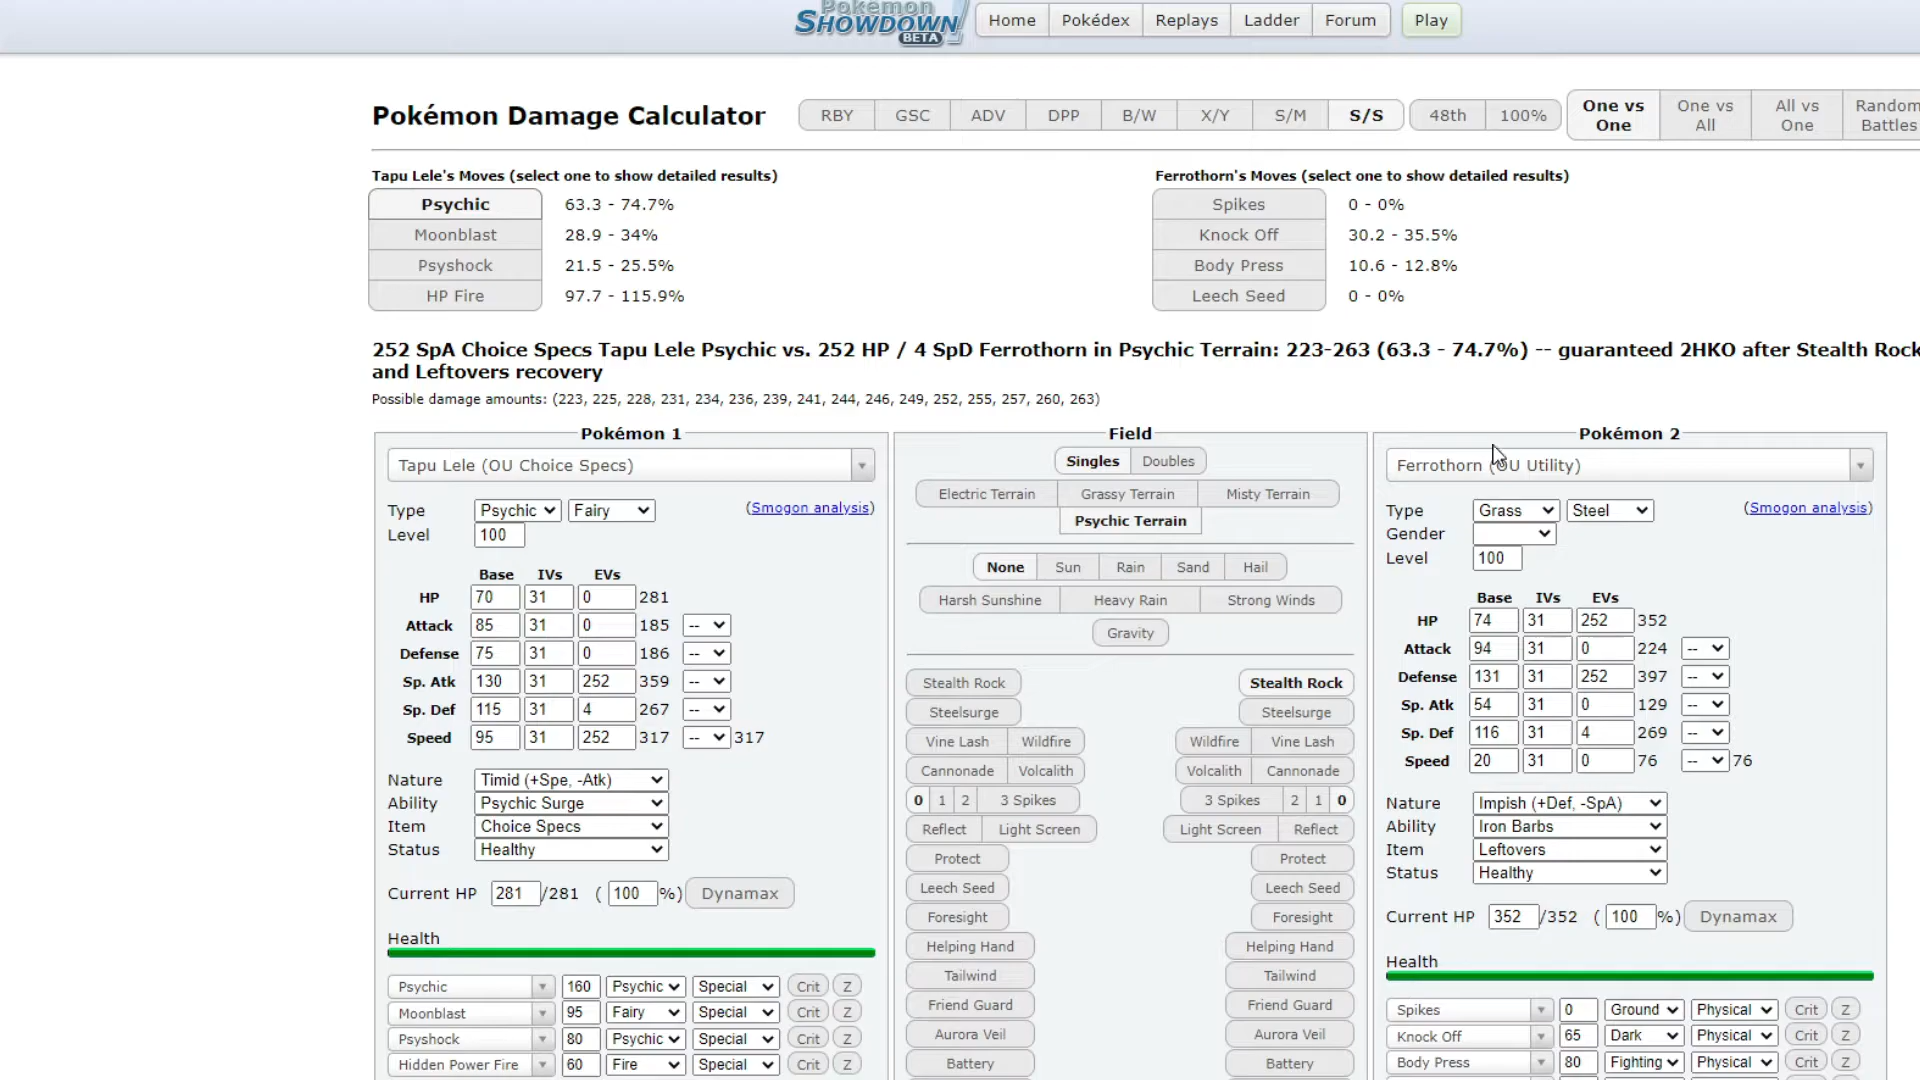 Pokémon
SHOWDOWN
BETA
Home Pokédex Replays Ladder Forum Play
Pokémon Damage Calculator
RBY GSC ADV DPP B/W X/Y S/M S/S 48th 100% One vs One One vs All All vs One Random Battles
Tapu Lele's Moves (select one to show detailed results)
Psychic 63.3 - 74.7%
Moonblast 28.9 - 34%
Psyshock 21.5 - 25.5%
HP Fire 97.7 - 115.9%
Ferrothorn's Moves (select one to show detailed results)
Spikes 0 - 0%
Knock Off 30.2 - 35.5%
Body Press 10.6 - 12.8%
Leech Seed 0 - 0%
252 SpA Choice Specs Tapu Lele Psychic vs. 252 HP / 4 SpD Ferrothorn in Psychic Terrain: 223-263 (63.3 - 74.7%) -- guaranteed 2HKO after Stealth Rock
and Leftovers recovery
Possible damage amounts: (223, 225, 228, 231, 234, 236, 239, 241, 244, 246, 249, 252, 255, 257, 260, 263)
Pokémon 1
Tapu Lele (OU Choice Specs)
Type Psychic Fairy (Smogon analysis)
Level 100
Base IVs EVs
HP 70 31 0 281
Attack 85 31 0 185 --
Defense 75 31 0 186 --
Sp. Atk 130 31 252 359 --
Sp. Def 115 31 4 267 --
Speed 95 31 252 317 -- 317
Nature Timid (+Spe, -Atk)
Ability Psychic Surge
Item Choice Specs
Status Healthy
Current HP 281/281 (100%) Dynamax
Health
Psychic 160 Psychic Special Crit Z
Moonblast 95 Fairy Special Crit Z
Psyshock 80 Psychic Special Crit Z
Hidden Power Fire 60 Fire Special Crit Z
Field
Singles Doubles
Electric Terrain Grassy Terrain Misty Terrain
Psychic Terrain
None Sun Rain Sand Hail
Harsh Sunshine Heavy Rain Strong Winds
Gravity
Stealth Rock Stealth Rock
Steelsurge Steelsurge
Vine Lash Wildfire Wildfire Vine Lash
Cannonade Volcalith Volcalith Cannonade
0 1 2 3 Spikes 3 Spikes 2 1 0
Reflect Light Screen Light Screen Reflect
Protect Protect
Leech Seed Leech Seed
Foresight Foresight
Helping Hand Helping Hand
Tailwind Tailwind
Friend Guard Friend Guard
Aurora Veil Aurora Veil
Battery Battery
Pokémon 2
Ferrothorn (OU Utility)
Type Grass Steel (Smogon analysis)
Gender
Level 100
Base IVs EVs
HP 74 31 252 352
Attack 94 31 0 224 --
Defense 131 31 252 397 --
Sp. Atk 54 31 0 129 --
Sp. Def 116 31 4 269 --
Speed 20 31 0 76 -- 76
Nature Impish (+Def, -SpA)
Ability Iron Barbs
Item Leftovers
Status Healthy
Current HP 352/352 (100%) Dynamax
Health
Spikes 0 Ground Physical Crit Z
Knock Off 65 Dark Physical Crit Z
Body Press 80 Fighting Physical Crit Z